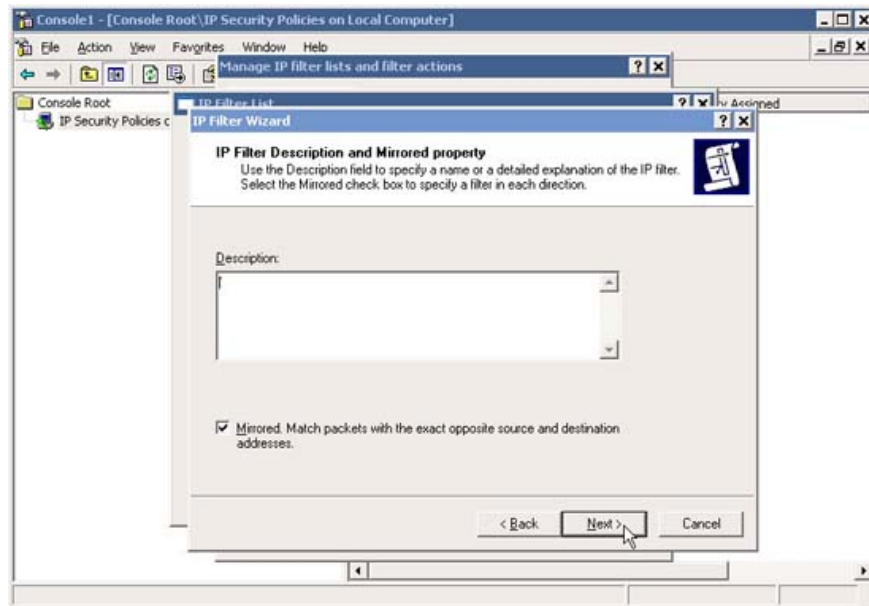 Console1 - [Console Root\IP Security Policies on Local Computer]
File Action View Favorites Window Help
Manage IP filter lists and filter actions
Console Root
IP Filter List
y Assigned
IP Security Policies c
IP Filter Wizard
IP Filter Description and Mirrored property
Use the Description field to specify a name or a detailed explanation of the IP filter.
Select the Mirrored check box to specify a filter in each direction.
Description:
Mirrored. Match packets with the exact opposite source and destination
addresses.
< Back Next > Cancel